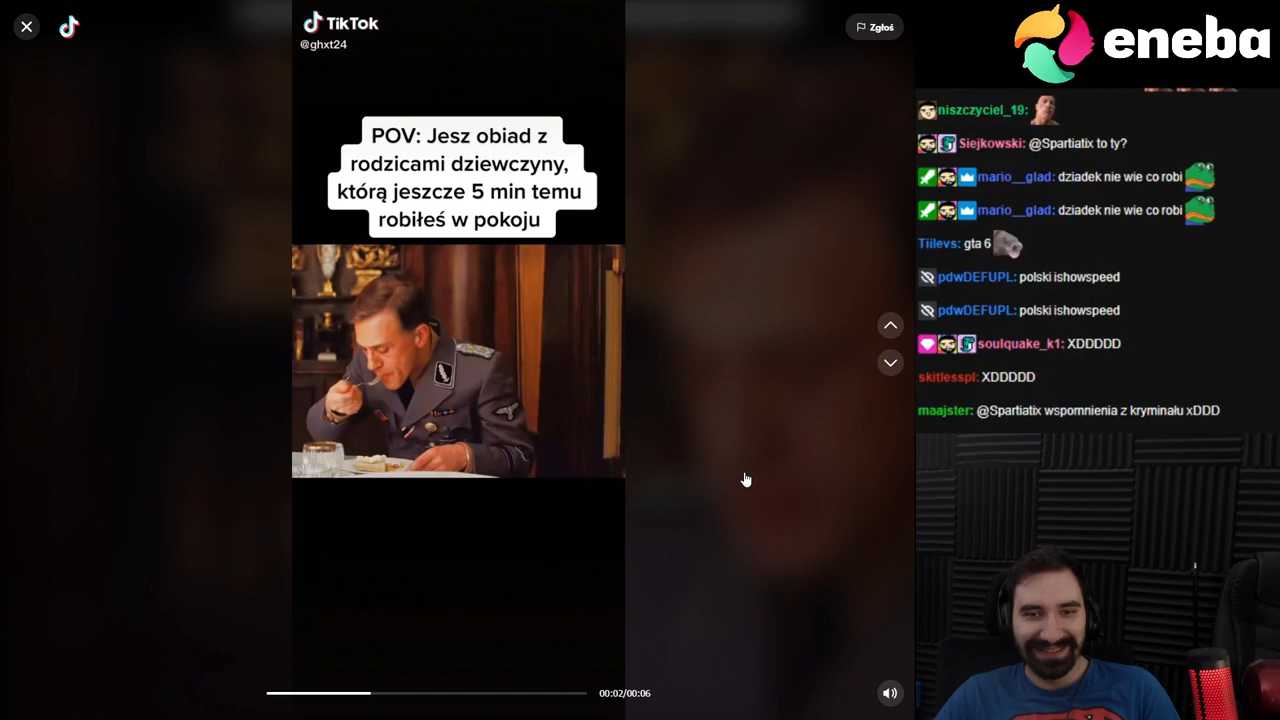 TikTok
@ghxt24
Zgłoś
eneba
POV: Jesz obiad z
rodzicami dziewczyny,
którą jeszcze 5 min temu
robiłeś w pokoju
niszczyciel_19:
Siejkowski: @Spartiatix to ty?
mario__glad: dziadek nie wie co robi
mario__glad: dziadek nie wie co robi
Tiilevs: gta 6
pdwDEFUPL: polski ishowspeed
pdwDEFUPL: polski ishowspeed
soulquake_k1: XDDDDD
skitlesspl: XDDDDD
maajster: @Spartiatix wspomnienia z kryminału xDDD
00:02/00:06